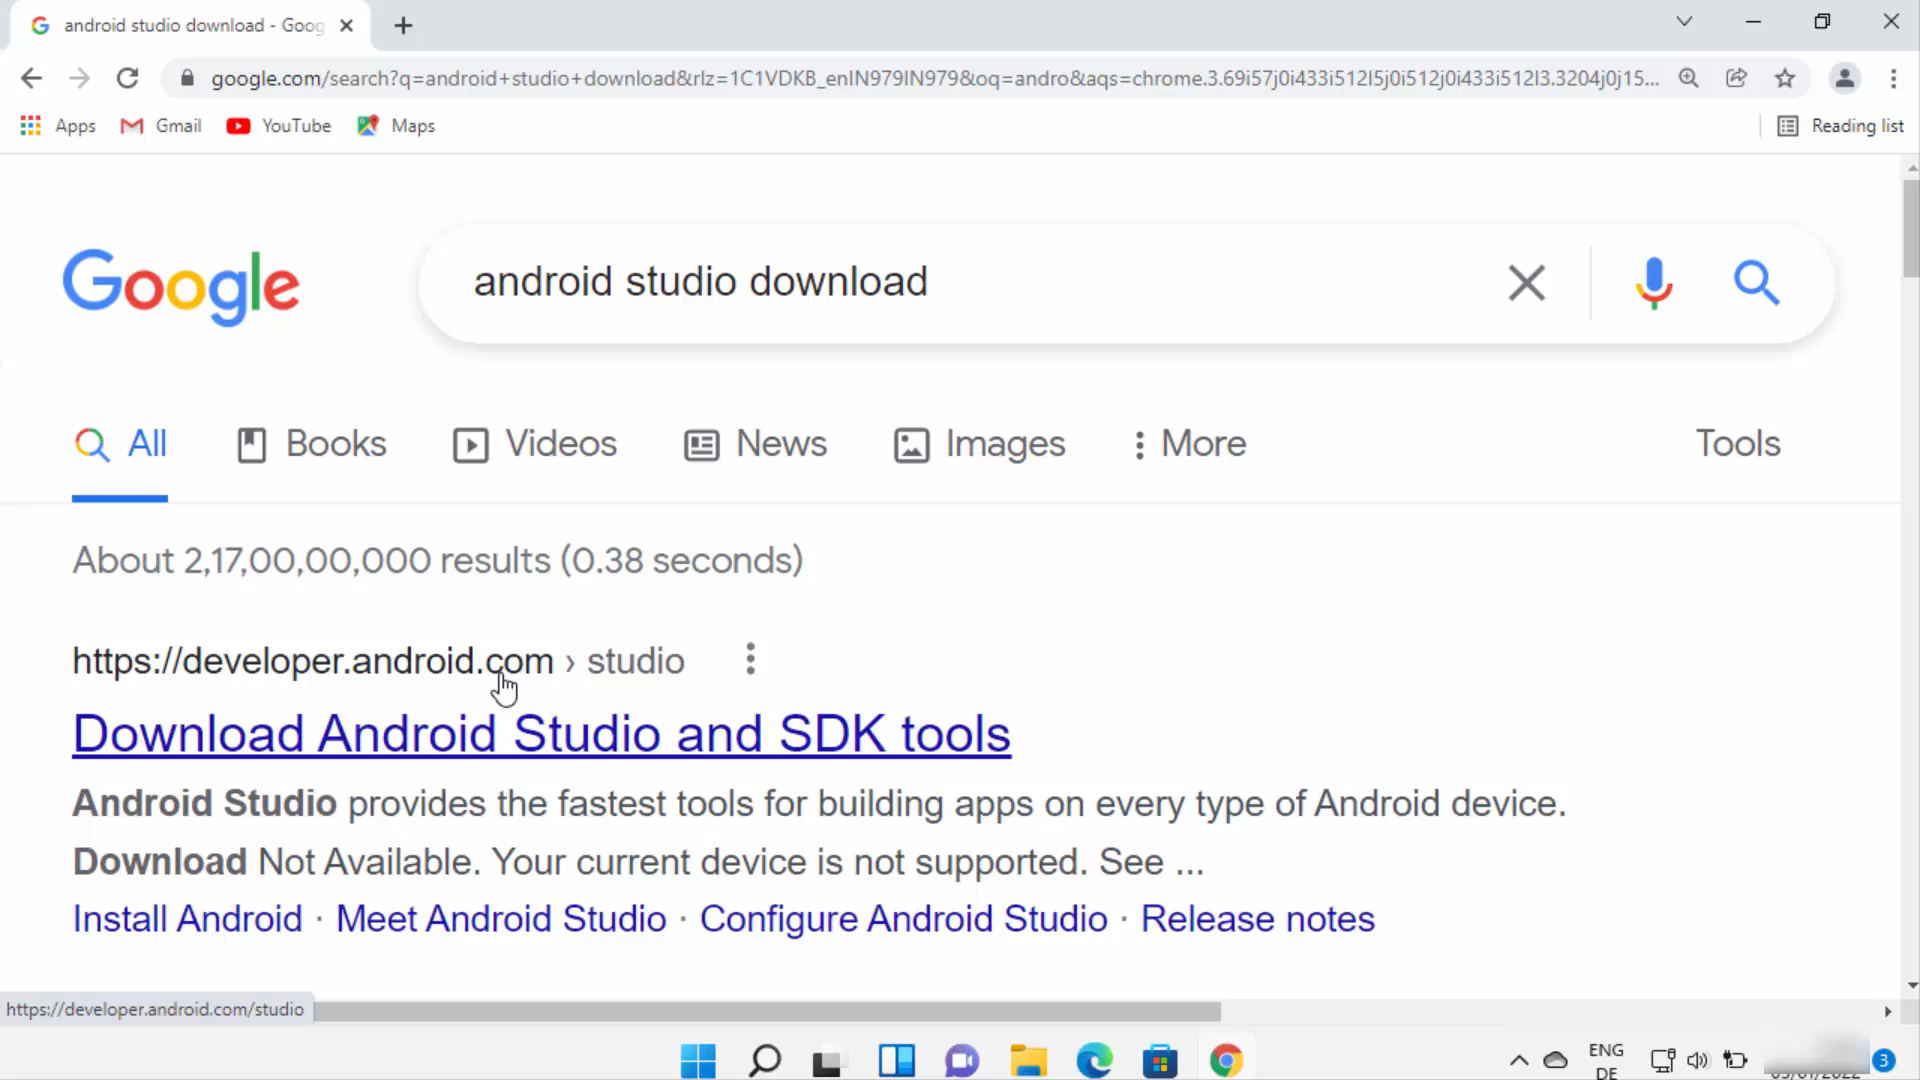 android studio download - Goog
google.com/search?q=android+studio+download&rlz=1C1VDKB_enIN979IN979&oq=andro&aqs=chrome.3.69i57j0i433i512l5j0i512j0i433i512l3.3204j0j15...
Apps
Gmail
YouTube
Maps
Reading list
Google
android studio download
All
Books
Videos
News
Images
More
Tools
About 2,17,00,00,000 results (0.38 seconds)
https://developer.android.com › studio
Download Android Studio and SDK tools
Android Studio provides the fastest tools for building apps on every type of Android device.
Download Not Available. Your current device is not supported. See ...
Install Android · Meet Android Studio · Configure Android Studio · Release notes
https://developer.android.com/studio
ENG
DE
3